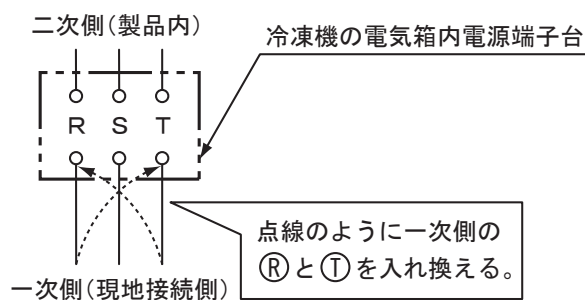 二次側(製品内)
冷凍機の電気箱内電源端子台
R S T
点線のように一次側の
ⓇとⓉを入れ換える。
一次側(現地接続側)